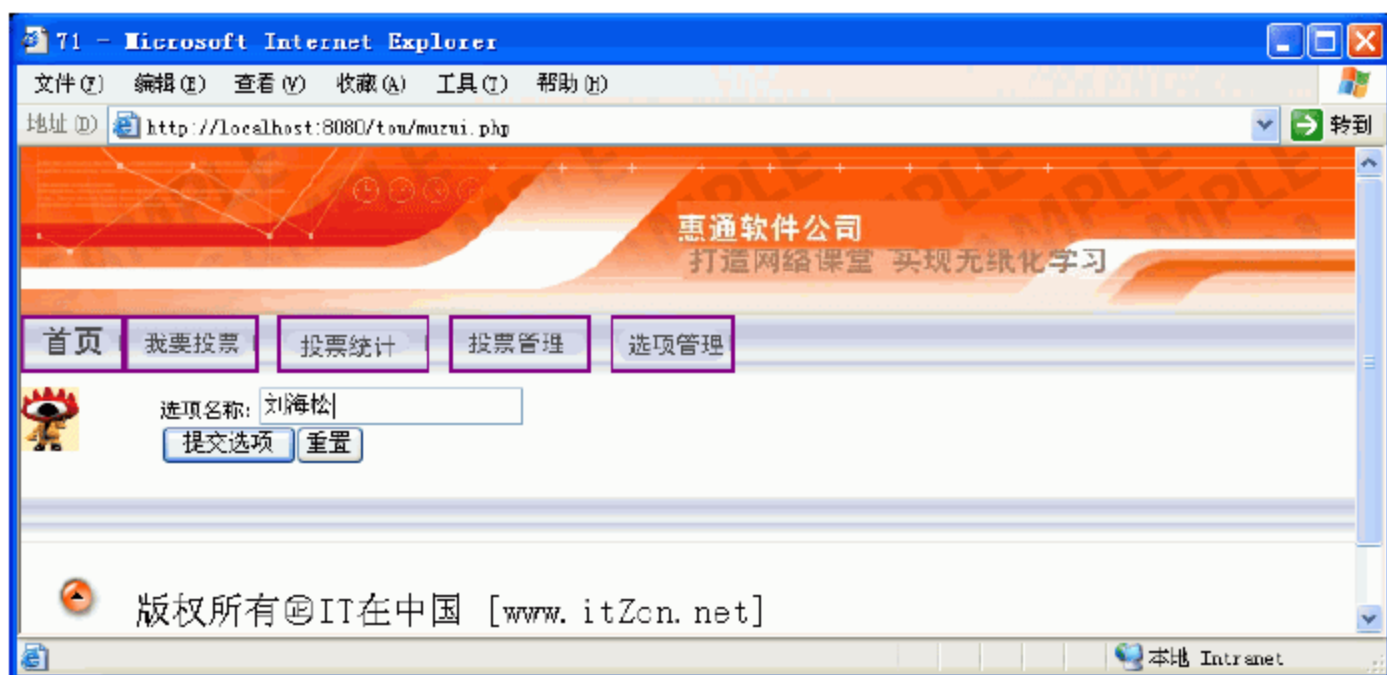 71 - Microsoft Internet Explorer
文件(F) 编辑(E) 查看(V) 收藏(A) 工具(T) 帮助(H)
地址(D) http://localhost:8080/tou/muzui.php 转到
惠通软件公司
打造网络课堂 实现无纸化学习
首页 我要投票 投票统计 投票管理 选项管理
选项名称: 刘海松
提交选项 重置
版权所有㊣IT在中国 [www.itZcn.net]
本地 Intranet